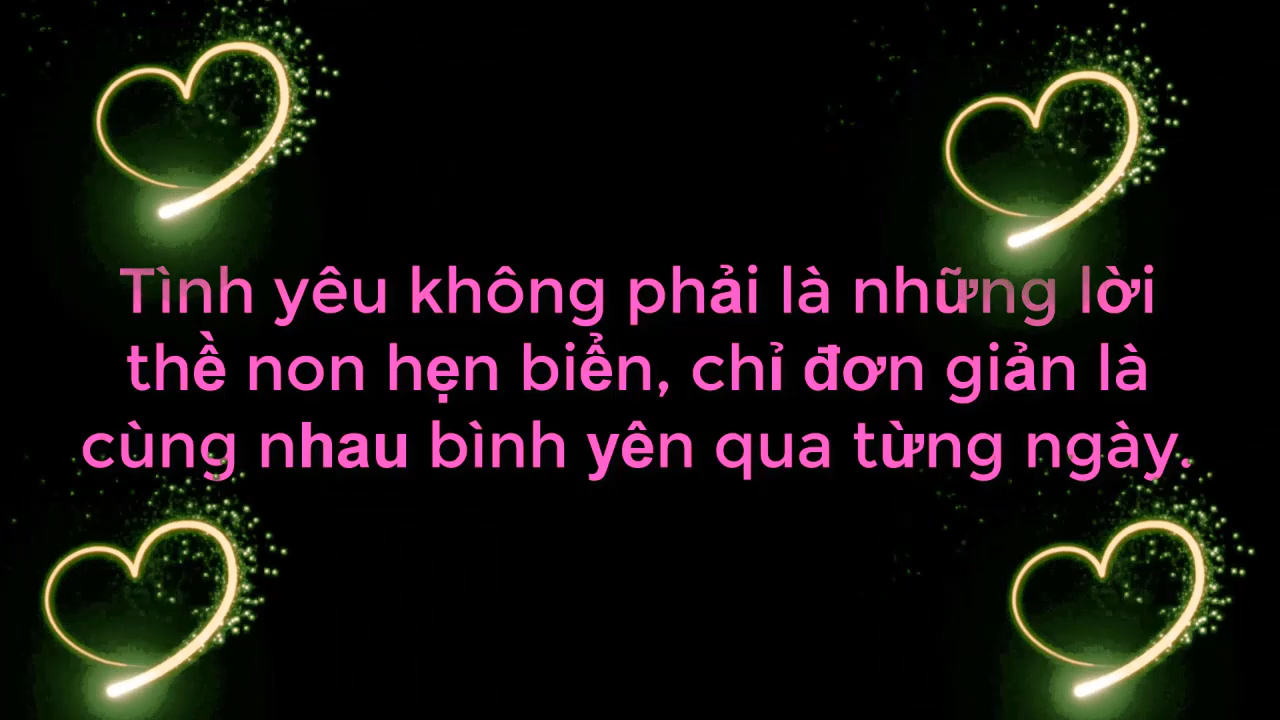 Tình yêu không phải là những lời
thề non hẹn biển, chỉ đơn giản là
cùng nhau bình yên qua từng ngày.